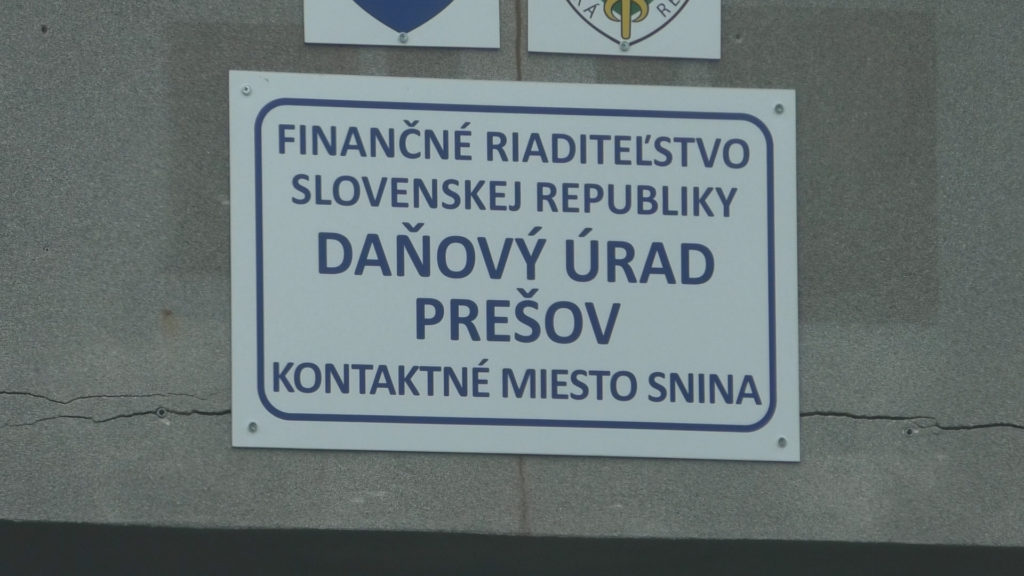 FINANČNÉ RIADITEĽSTVO
SLOVENSKEJ REPUBLIKY
DAŇOVÝ ÚRAD
PREŠOV
KONTAKTNÉ MIESTO SNINA